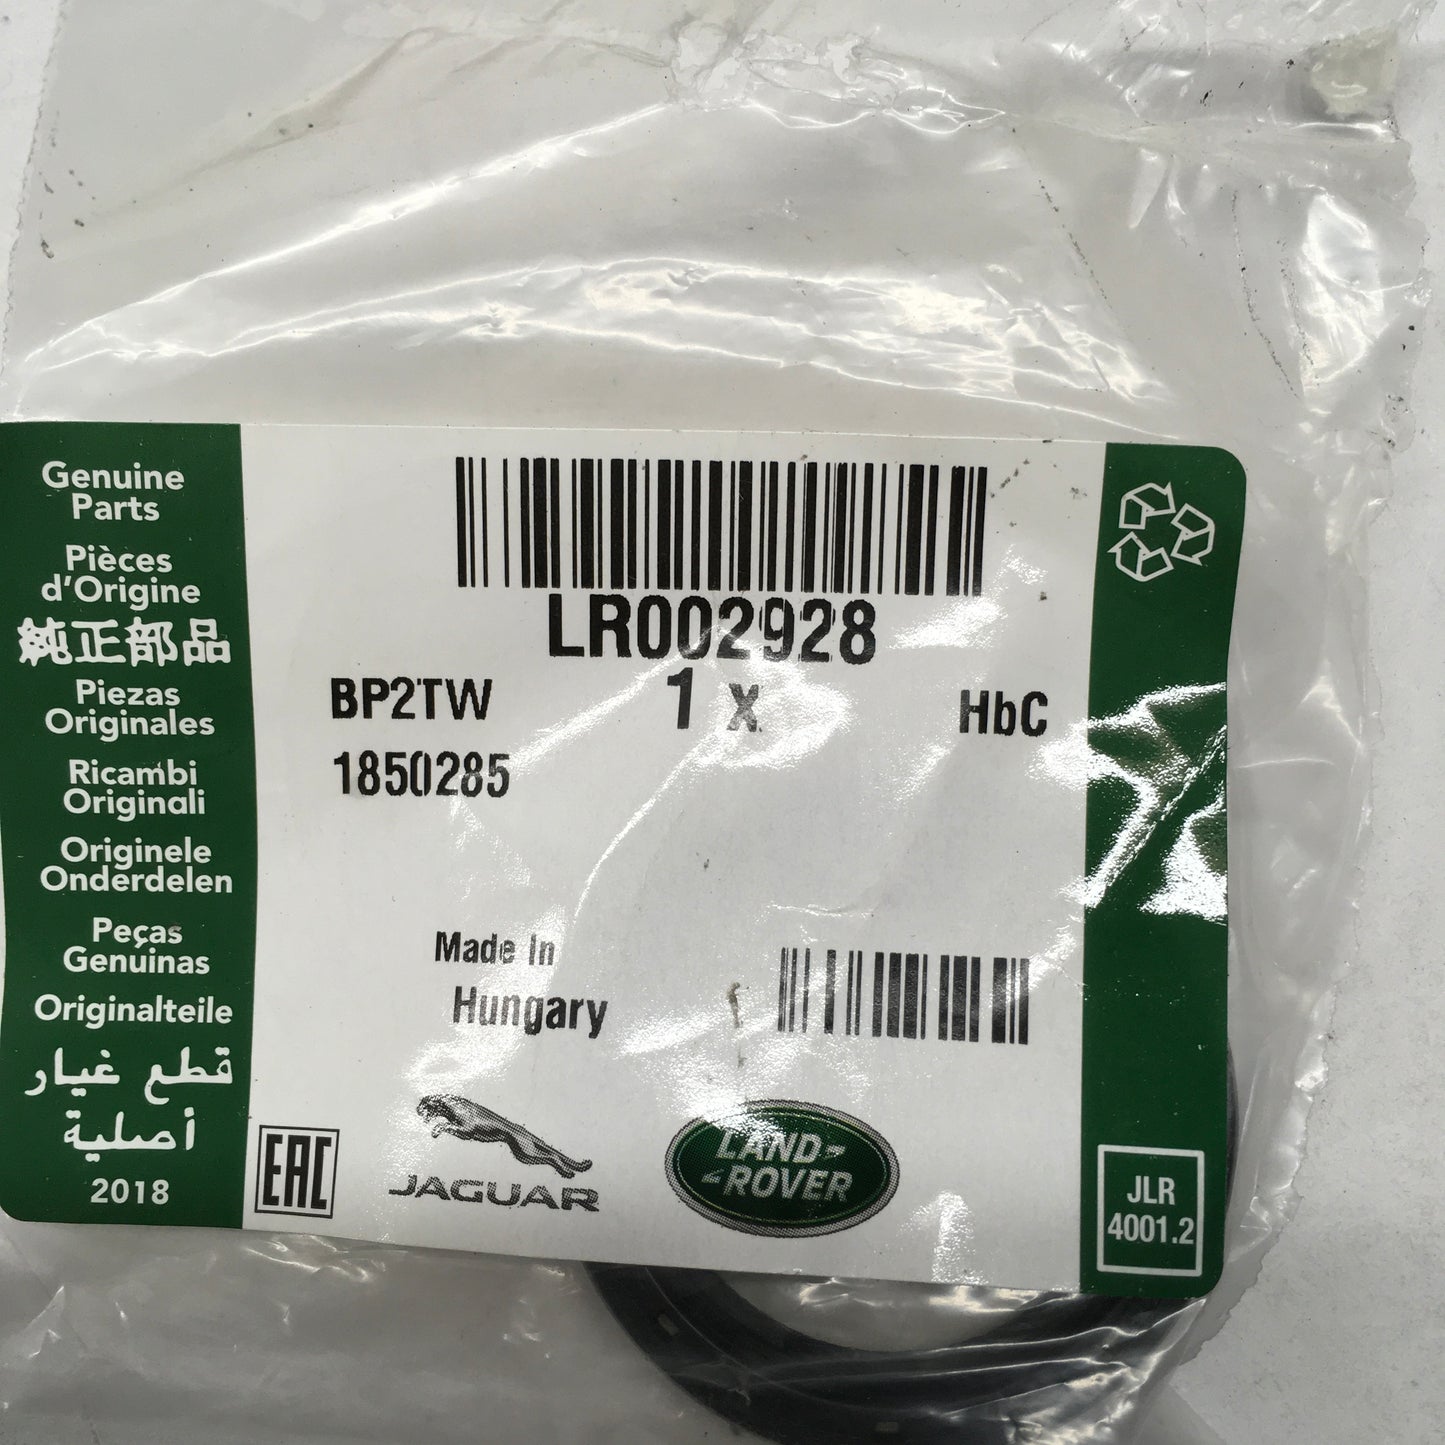 Genuine
Parts
Pièces
d'Origine
純正部品
Piezas
Originales
Ricambi
Originali
Originele
Onderdelen
Peças
Genuinas
Originalteile
قطع غيار
أصلية
2018
LR002928
BP2TW
1 x
HbC
1850285
Made In
Hungary
EAC
JAGUAR
LAND-
-ROVER
JLR
4001.2